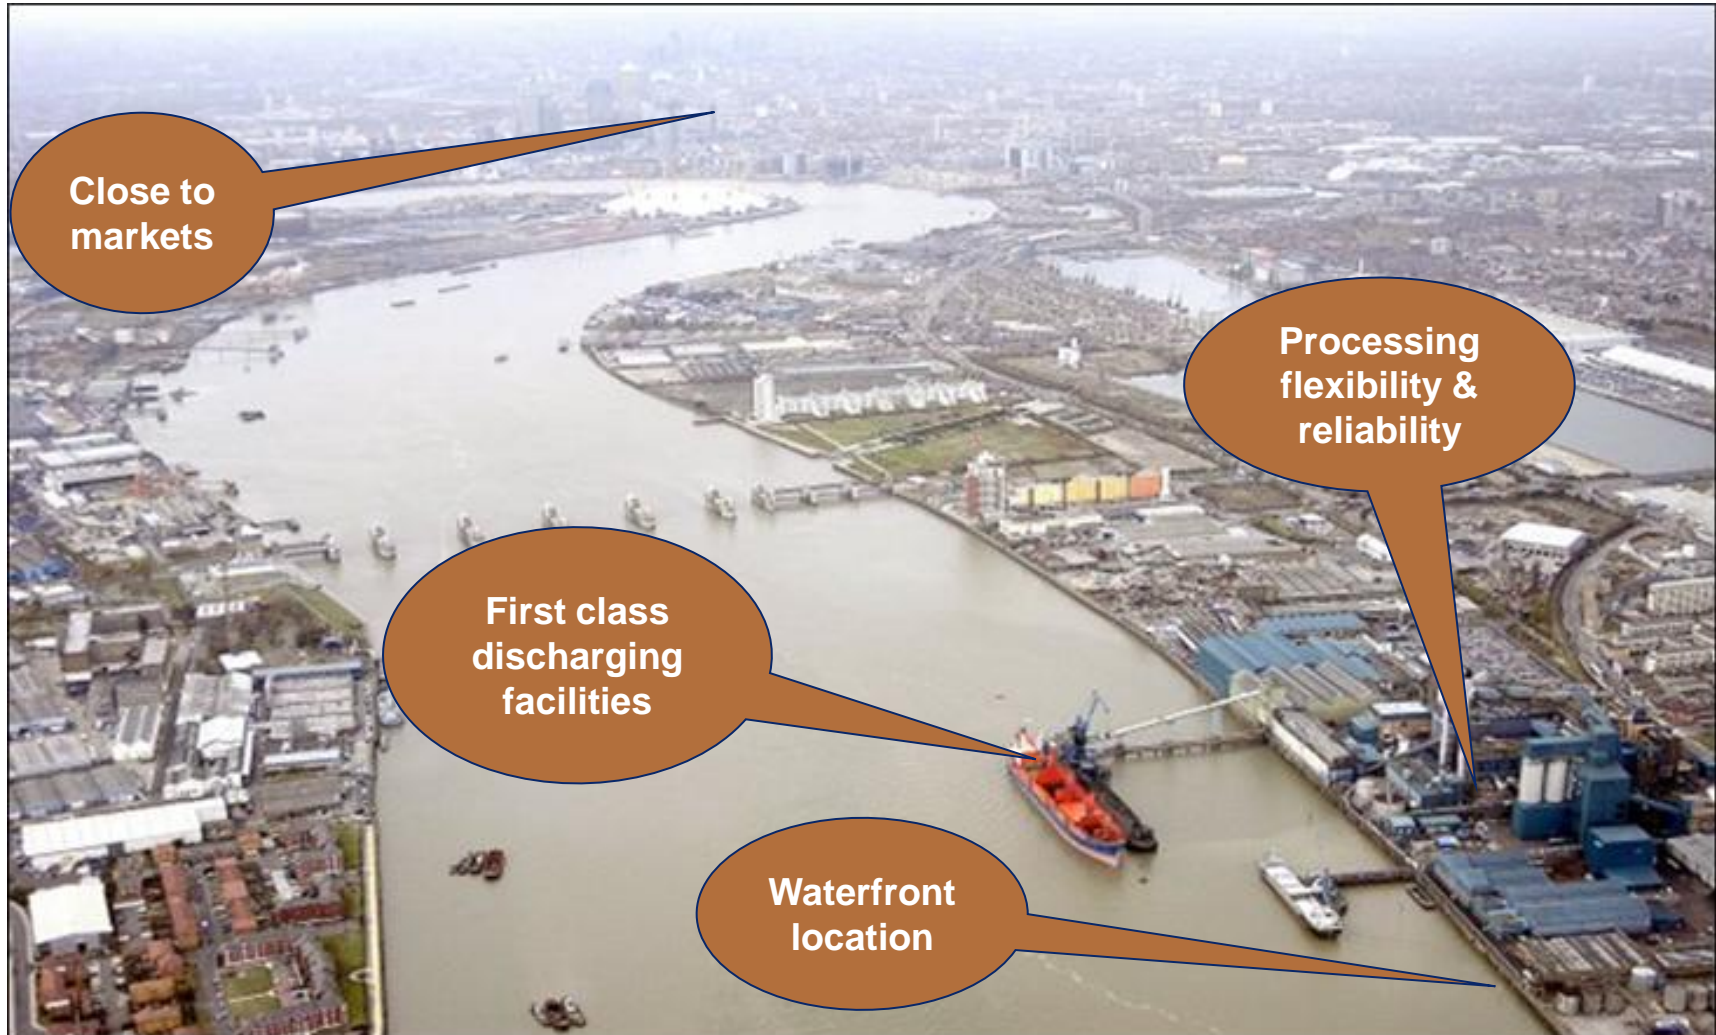 Close to
markets
Processing
flexibility &
reliability
First class
discharging
facilities
Waterfront
location